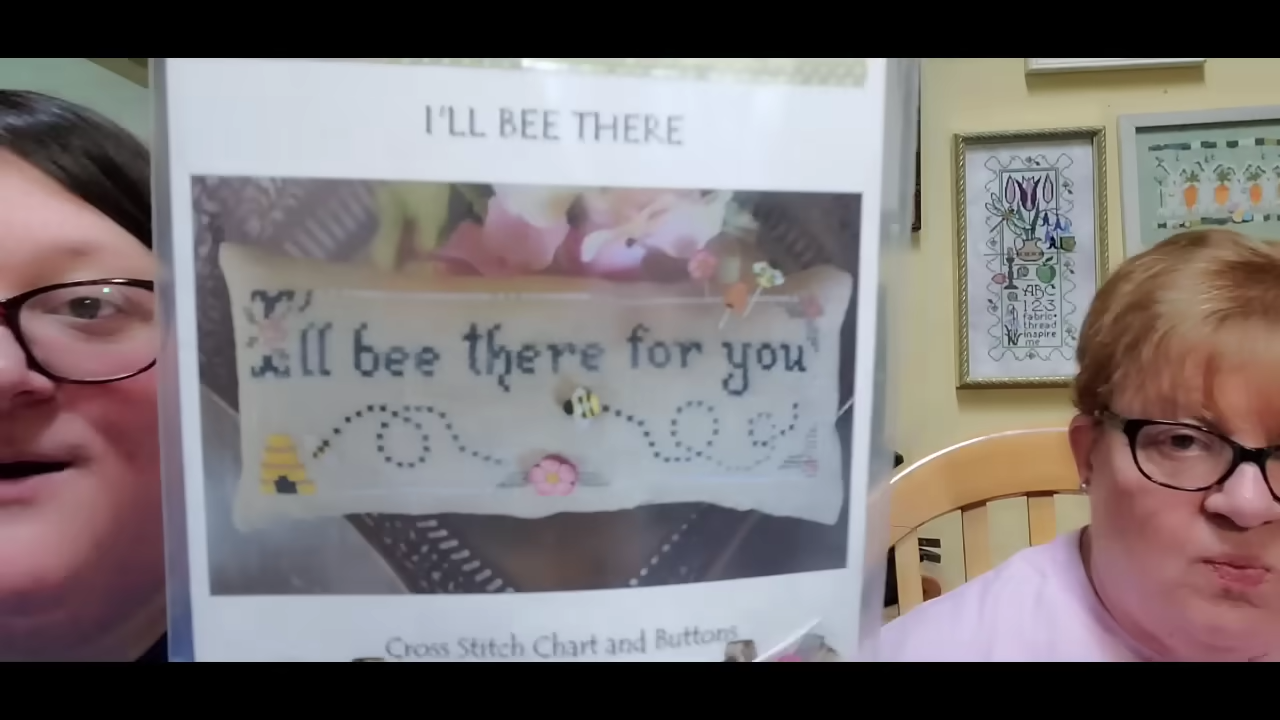 I'LL BEE THERE
I'll bee there for you
Cross Stitch Chart and Buttons
ABC
123
fabric•
thread
inspire
me